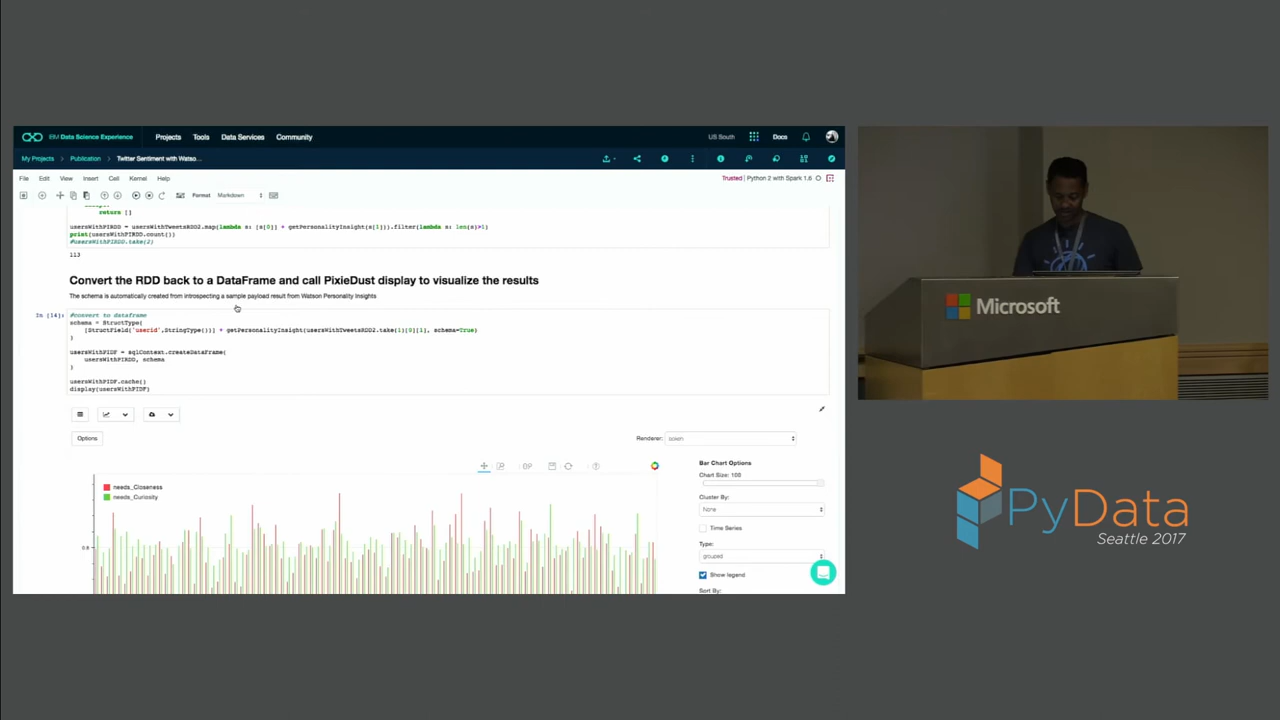 IBM Data Science Experience
Projects
Tools
Data Services
Community
US South
Docs
My Projects
Publication
Twitter Sentiment with Watso...
File
Edit
View
Insert
Cell
Kernel
Help
Trusted
Python 2 with Spark 1.6
Format
Markdown
return []
usersWithPIRDD = usersWithTweetsRDD2.map(lambda s: [s[0]] + getPersonalityInsight(s[1])).filter(lambda s: len(s)>1)
print(usersWithPIRDD.count())
#usersWithPIRDD.take(2)
113
Convert the RDD back to a DataFrame and call PixieDust display to visualize the results
The schema is automatically created from introspecting a sample payload result from Watson Personality Insights
In [14]:
#convert to dataframe
schema = StructType(
[StructField('userid',StringType())] + getPersonalityInsight(usersWithTweetsRDD2.take(1)[0][1], schema=True)
)
usersWithPIDF = sqlContext.createDataFrame(
usersWithPIRDD, schema
)
usersWithPIDF.cache()
display(usersWithPIDF)
Options
Renderer:
bokeh
needs_Closeness
needs_Curiosity
Bar Chart Options
Chart Size: 100
Cluster By:
None
Time Series
Type:
grouped
Show legend
Sort By:
Microsoft
PyData
Seattle 2017